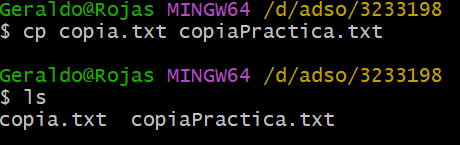 Geraldo@Rojas MINGW64 /d/adso/3233198
$ cp copia.txt copiaPractica.txt
Geraldo@Rojas MINGW64 /d/adso/3233198
$ ls
copia.txt  copiaPractica.txt